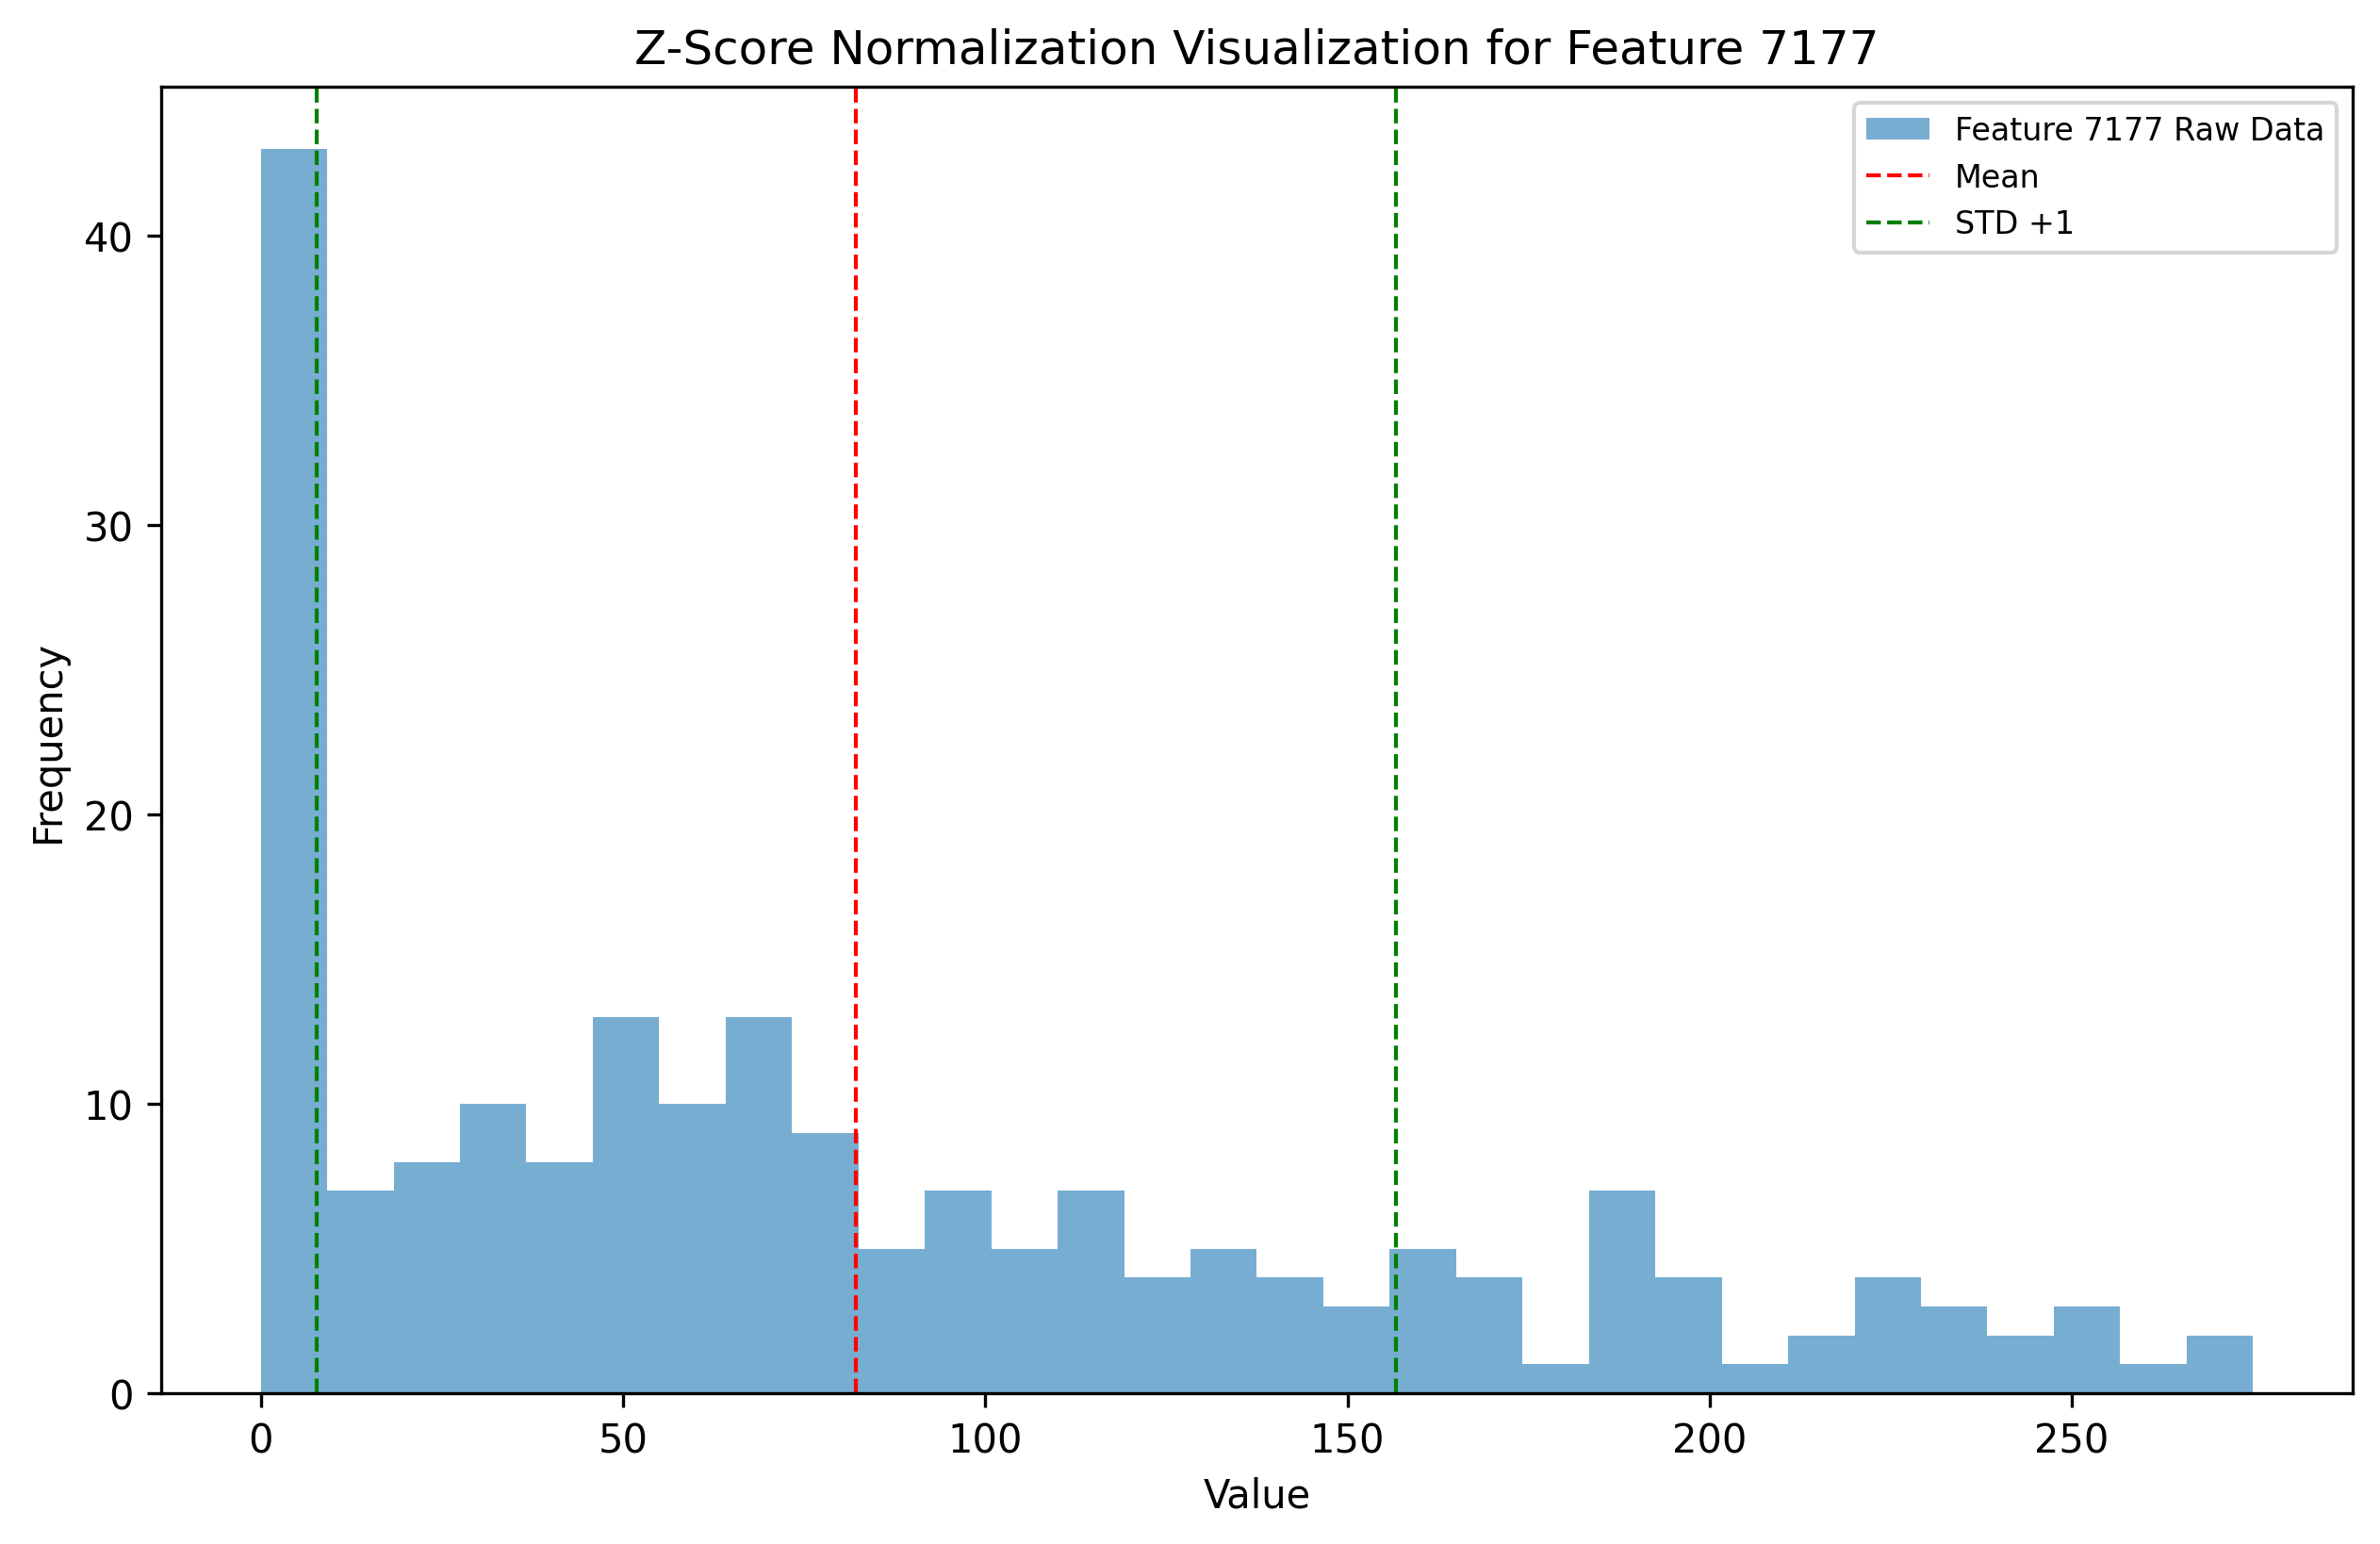 Z-Score Normalization Visualization for Feature 7177
Feature 7177 Raw Data
Mean
STD +1
Frequency
40
30
20
10
0
0 50 100 150 200 250
Value